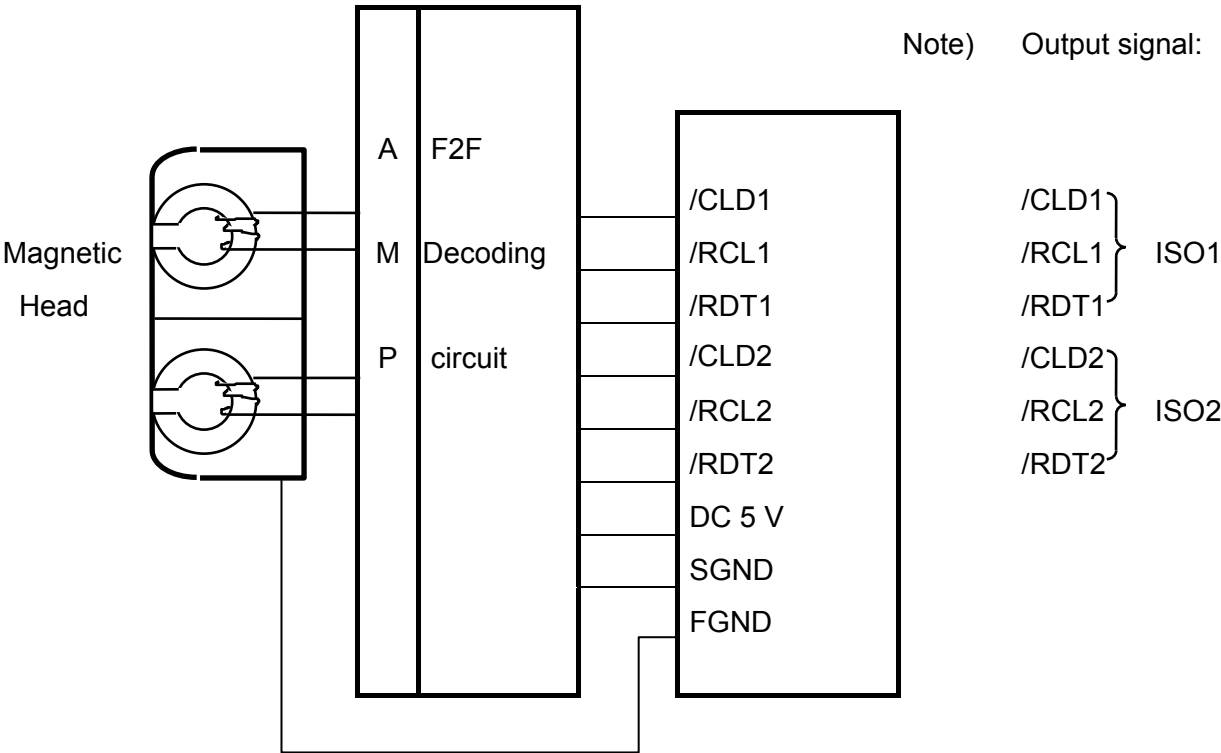 Note) Output signal:
Magnetic
Head
A F2F
M Decoding
P circuit
/CLD1
/RCL1
/RDT1
/CLD2
/RCL2
/RDT2
DC 5 V
SGND
FGND
/CLD1
/RCL1 ISO1
/RDT1
/CLD2
/RCL2 ISO2
/RDT2